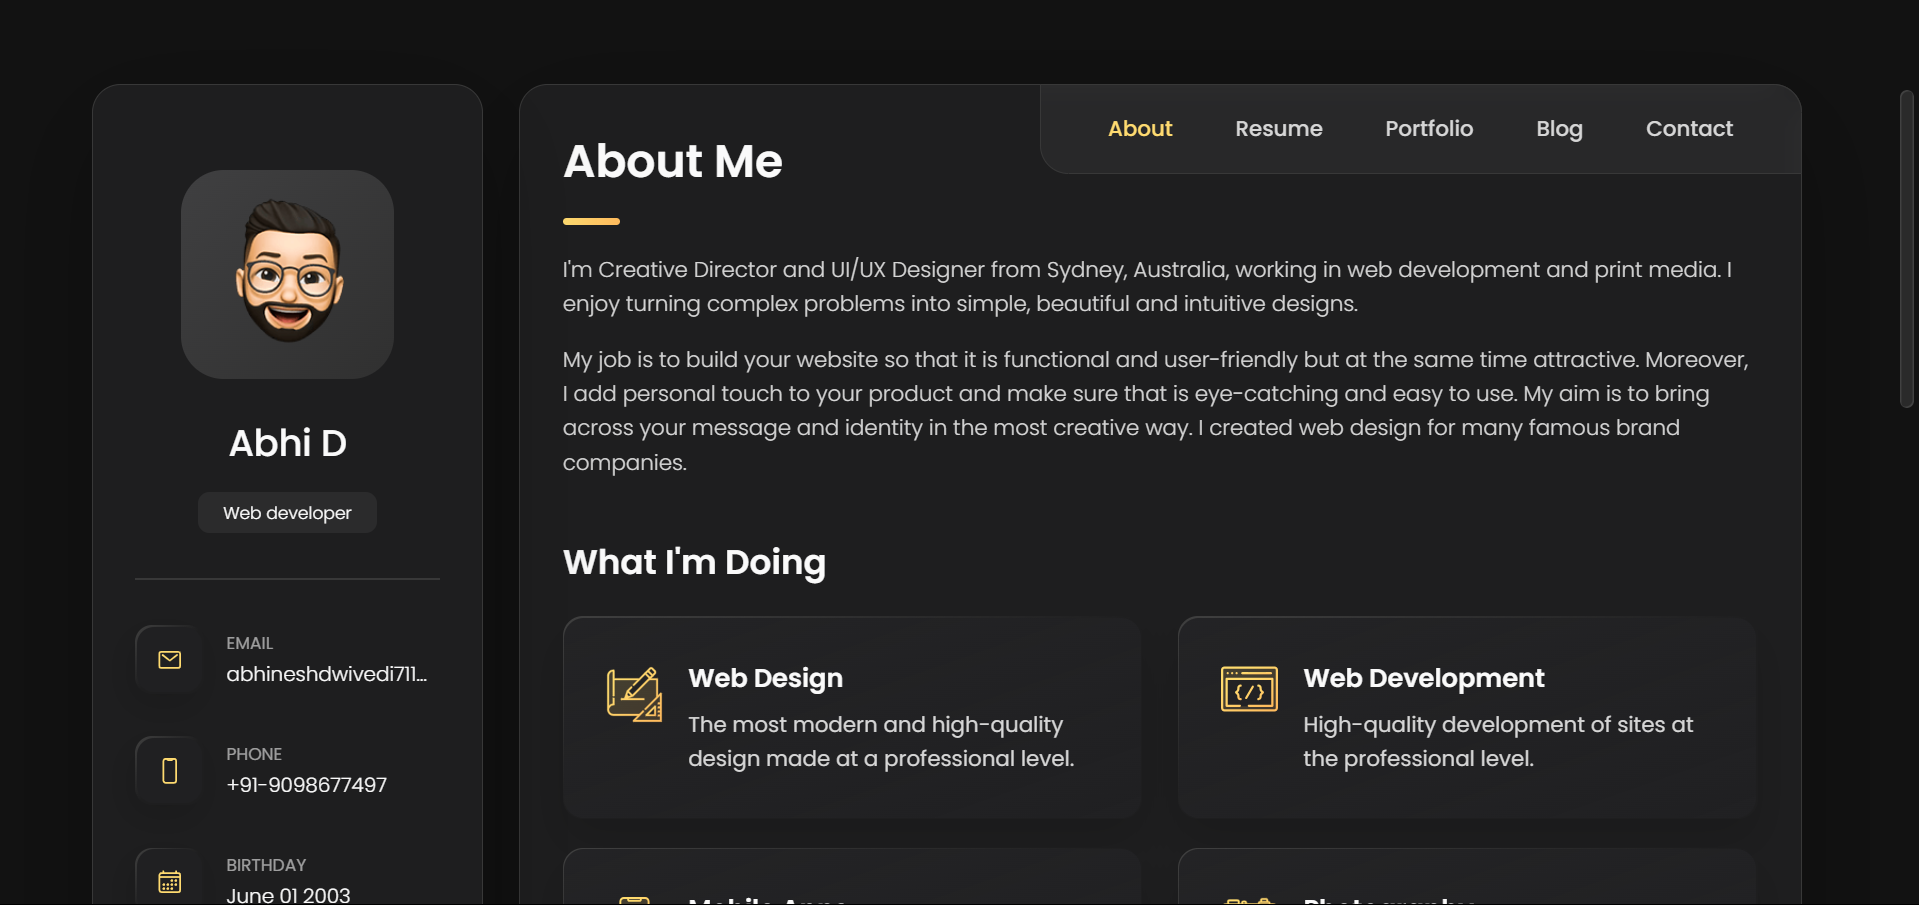 Abhi D
Web developer
EMAIL
abhineshdwivedi711...
PHONE
+91-9098677497
BIRTHDAY
June 01 2003
About
Resume
Portfolio
Blog
Contact
About Me
I'm Creative Director and UI/UX Designer from Sydney, Australia, working in web development and print media. I
enjoy turning complex problems into simple, beautiful and intuitive designs.
My job is to build your website so that it is functional and user-friendly but at the same time attractive. Moreover,
I add personal touch to your product and make sure that is eye-catching and easy to use. My aim is to bring
across your message and identity in the most creative way. I created web design for many famous brand
companies.
What I'm Doing
Web Design
The most modern and high-quality
design made at a professional level.
Web Development
High-quality development of sites at
the professional level.